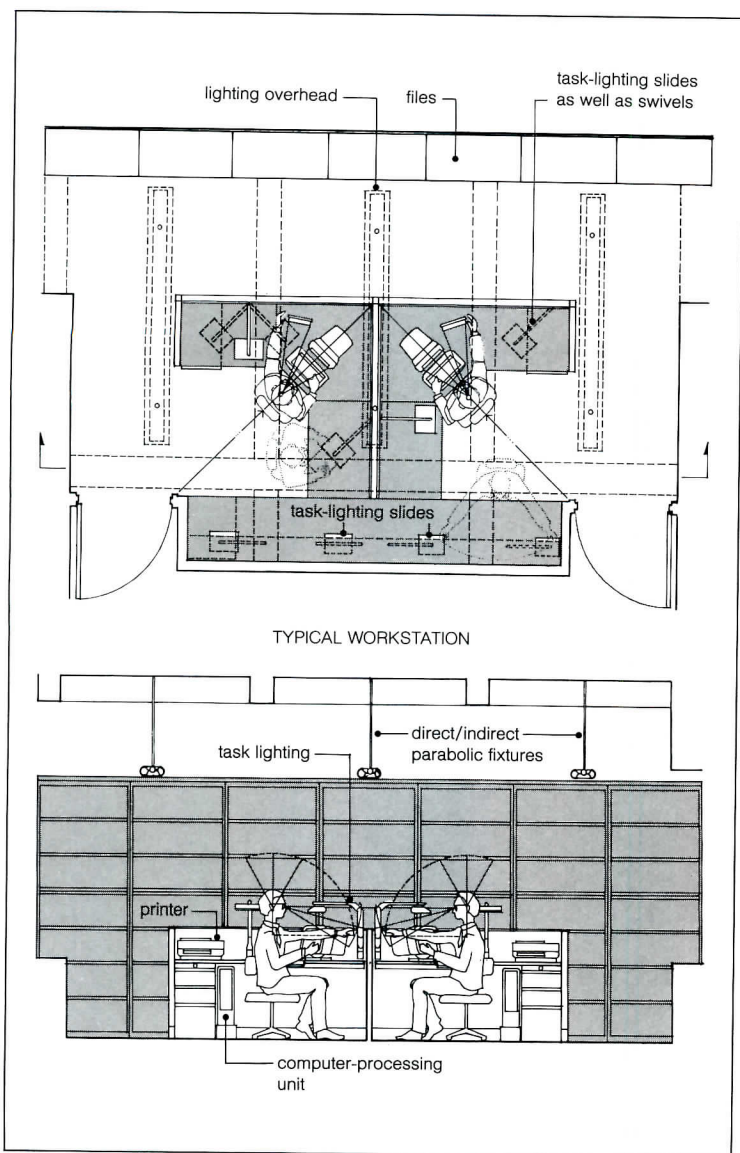 lighting overhead
files
task-lighting slides
as well as swivels
task-lighting slides
TYPICAL WORKSTATION
task lighting
direct/indirect
parabolic fixtures
printer
computer-processing
unit